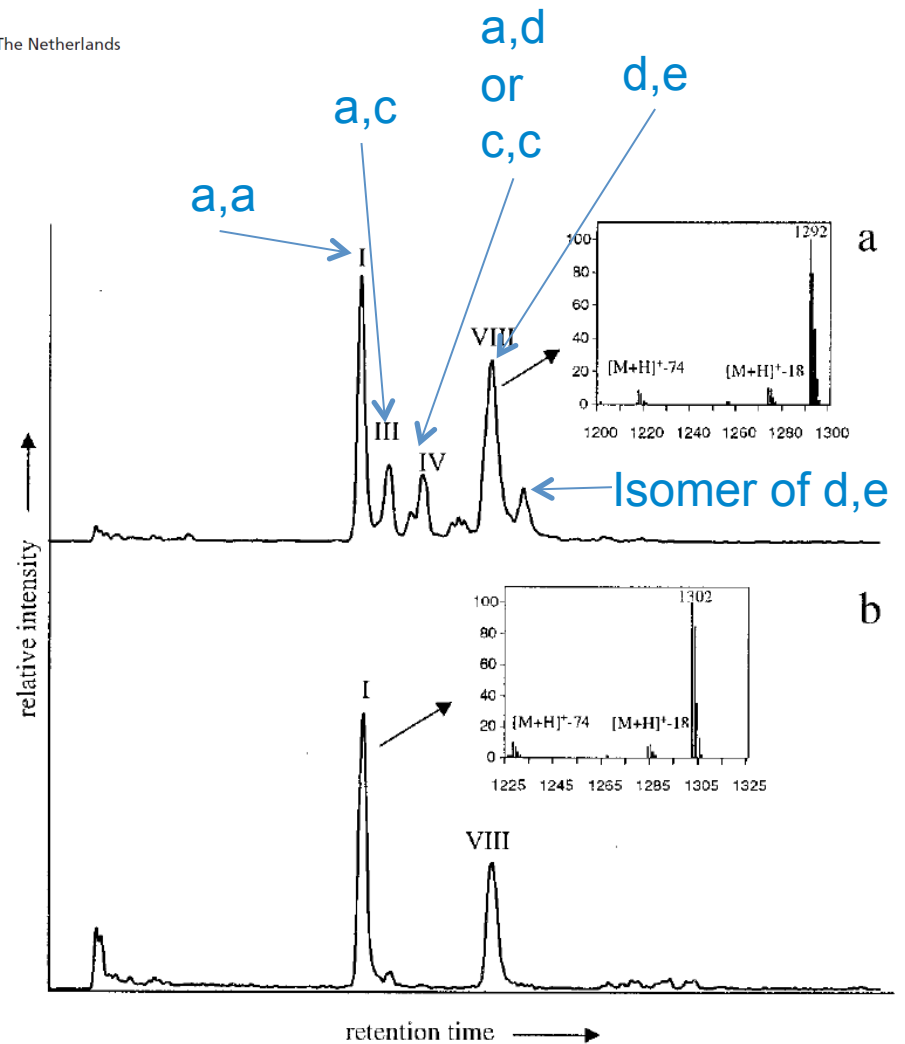 The Netherlands
a,d
or
c,c
d,e
a,c
a,a
a
I
III
IV
VIII
Isomer of d,e
1292
100
80
60
40
20
0
[M+H]⁺-74
[M+H]⁺-18
1200 1220 1240 1260 1280 1300
relative intensity
b
I
VIII
1302
100
80
60
40
20
0
[M+H]⁺-74
[M+H]⁺-18
1225 1245 1265 1285 1305 1325
retention time